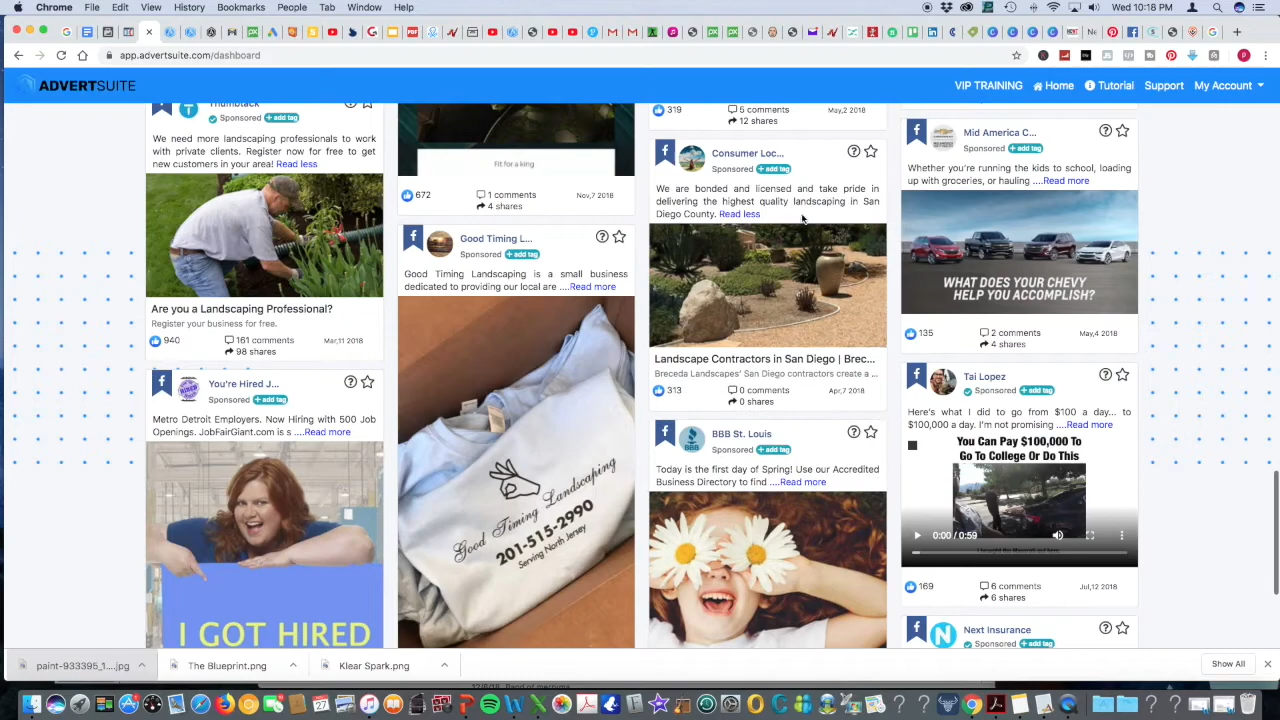 Chrome File Edit View History Bookmarks People Tab Window Help
Wed 10:18 PM
app.advertsuite.com/dashboard
ADVERTSUITE
VIP TRAINING Home Tutorial Support My Account
Thumbtack
Sponsored + add tag
We need more landscaping professionals to work
with private clients. Register now for free to get
new customers in your area! Read less
Are you a Landscaping Professional?
Register your business for free.
940 161 comments Mar,11 2018
98 shares
You're Hired J...
Sponsored + add tag
Metro Detroit Employers. Now Hiring with 500 Job
Openings. JobFairGiant.com is s ....Read more
I GOT HIRED
Fit for a king
672 1 comments Nov,7 2018
4 shares
Good Timing L...
Sponsored + add tag
Good Timing Landscaping is a small business
dedicated to providing our local are ....Read more
Good Timing Landscaping
201-515-2990
Serving North Jersey
319 5 comments May,2 2018
12 shares
Consumer Loc...
Sponsored + add tag
We are bonded and licensed and take pride in
delivering the highest quality landscaping in San
Diego County. Read less
Landscape Contractors in San Diego | Brec...
Breceda Landscapes' San Diego contractors create a ...
313 0 comments Apr,7 2018
0 shares
BBB St. Louis
Sponsored + add tag
Today is the first day of Spring! Use our Accredited
Business Directory to find ....Read more
Mid America C...
Sponsored + add tag
Whether you're running the kids to school, loading
up with groceries, or hauling ....Read more
WHAT DOES YOUR CHEVY
HELP YOU ACCOMPLISH?
135 2 comments May,4 2018
4 shares
Tai Lopez
Sponsored + add tag
Here's what I did to go from $100 a day... to
$100,000 a day. I'm not promising ....Read more
You Can Pay $100,000 To
Go To College Or Do This
0:00 / 0:59
169 6 comments Jul,12 2018
6 shares
Next Insurance
Sponsored + add tag
paint-933395_1....jpg The Blueprint.png Klear Spark.png Show All